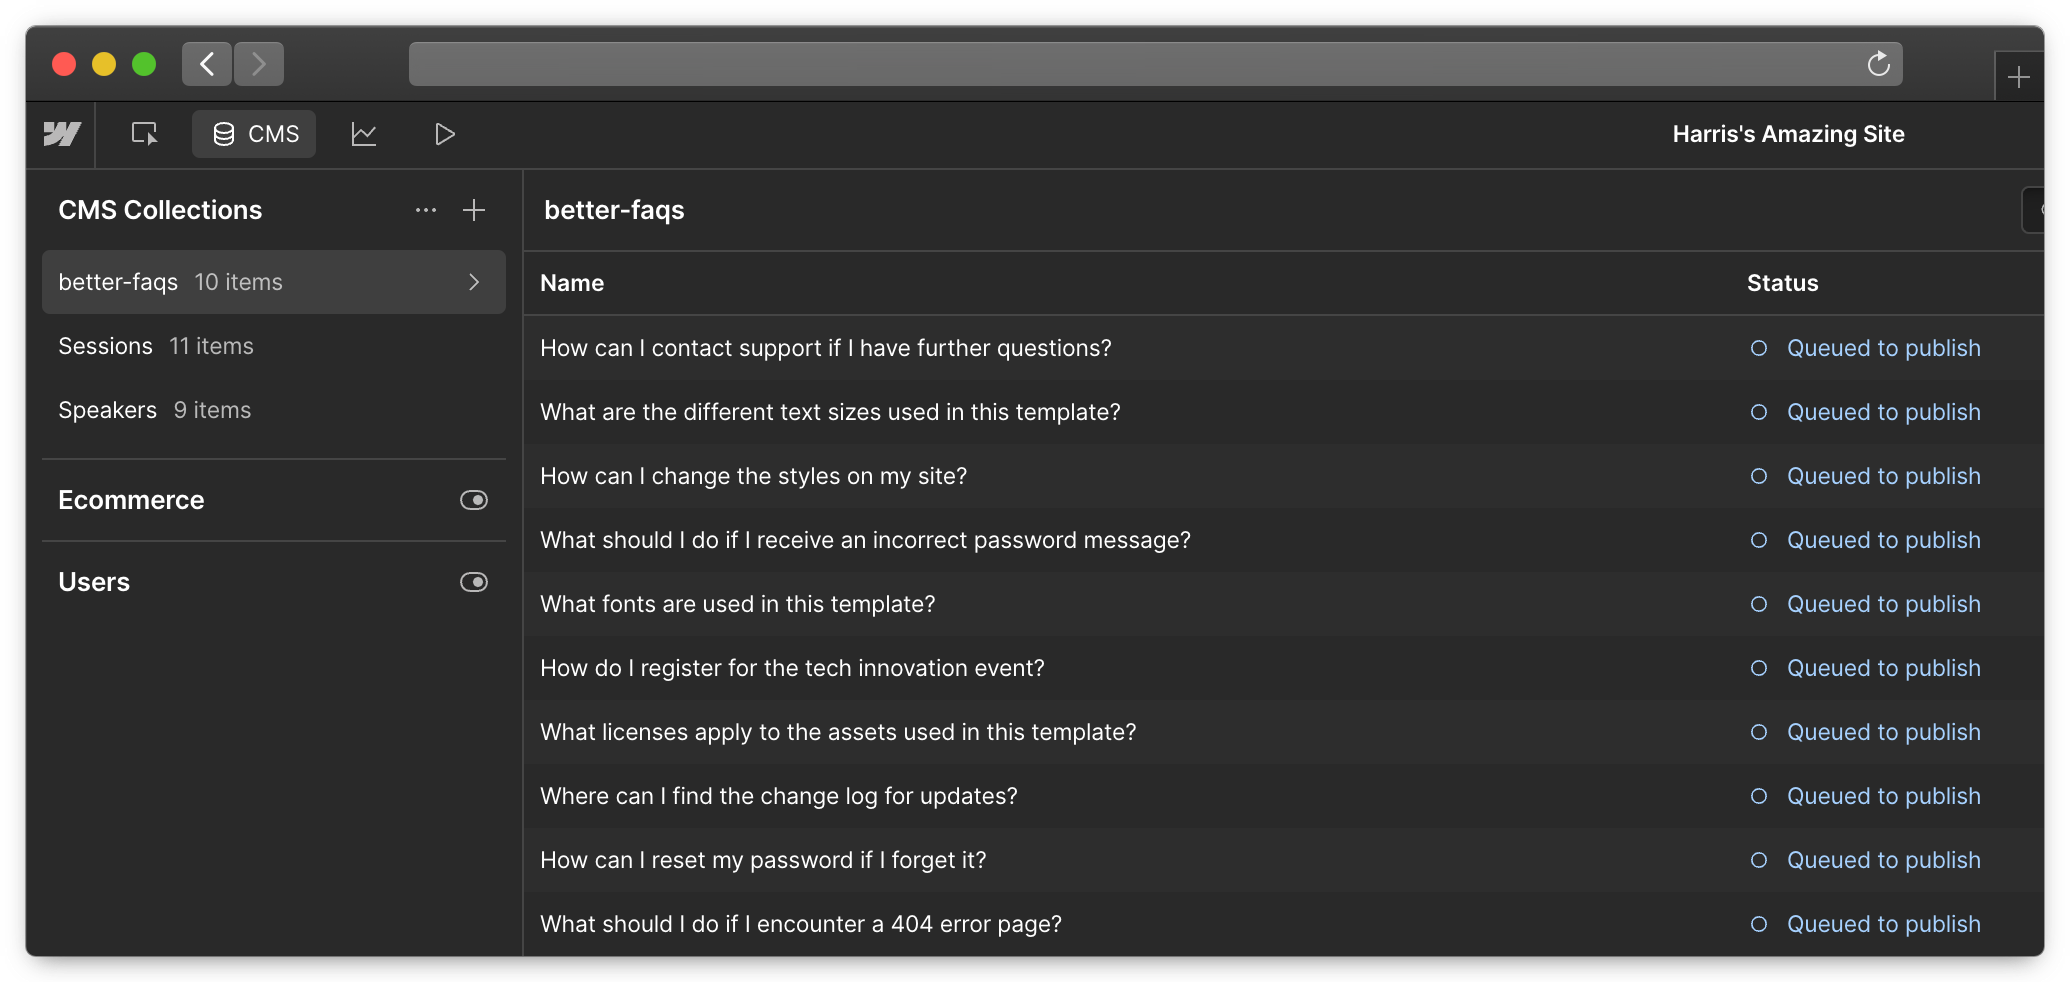 CMS
Harris's Amazing Site
CMS Collections
better-faqs 10 items
Sessions 11 items
Speakers 9 items
Ecommerce
Users
better-faqs
Name Status
How can I contact support if I have further questions? Queued to publish
What are the different text sizes used in this template? Queued to publish
How can I change the styles on my site? Queued to publish
What should I do if I receive an incorrect password message? Queued to publish
What fonts are used in this template? Queued to publish
How do I register for the tech innovation event? Queued to publish
What licenses apply to the assets used in this template? Queued to publish
Where can I find the change log for updates? Queued to publish
How can I reset my password if I forget it? Queued to publish
What should I do if I encounter a 404 error page? Queued to publish